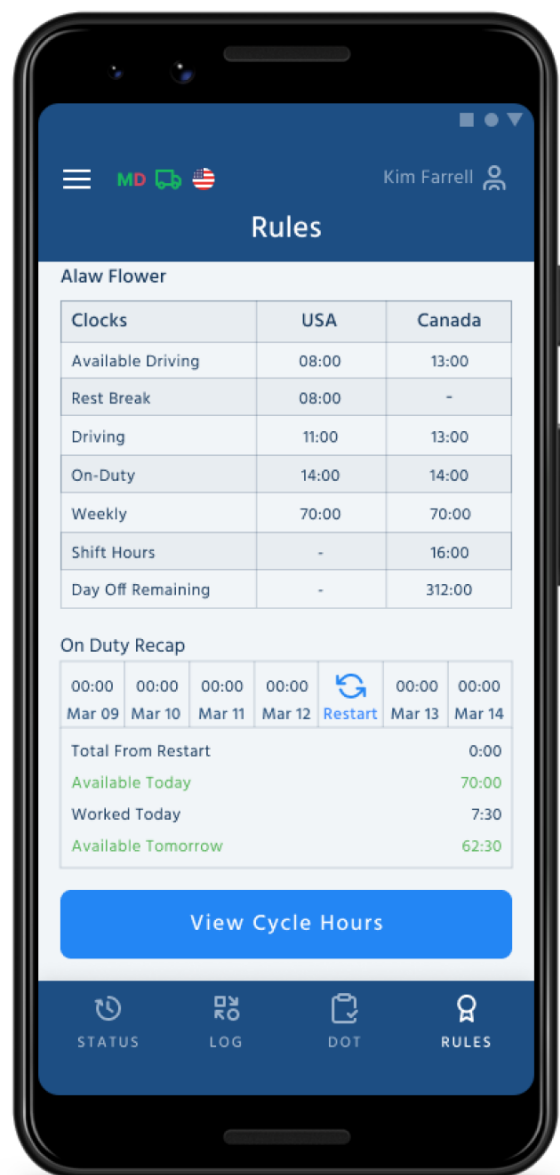 MD
Kim Farrell
Rules
Alaw Flower
Clocks USA Canada
Available Driving 08:00 13:00
Rest Break 08:00 -
Driving 11:00 13:00
On-Duty 14:00 14:00
Weekly 70:00 70:00
Shift Hours - 16:00
Day Off Remaining - 312:00
On Duty Recap
00:00 00:00 00:00 00:00 00:00 00:00
Mar 09 Mar 10 Mar 11 Mar 12 Restart Mar 13 Mar 14
Total From Restart 0:00
Available Today 70:00
Worked Today 7:30
Available Tomorrow 62:30
View Cycle Hours
STATUS LOG DOT RULES